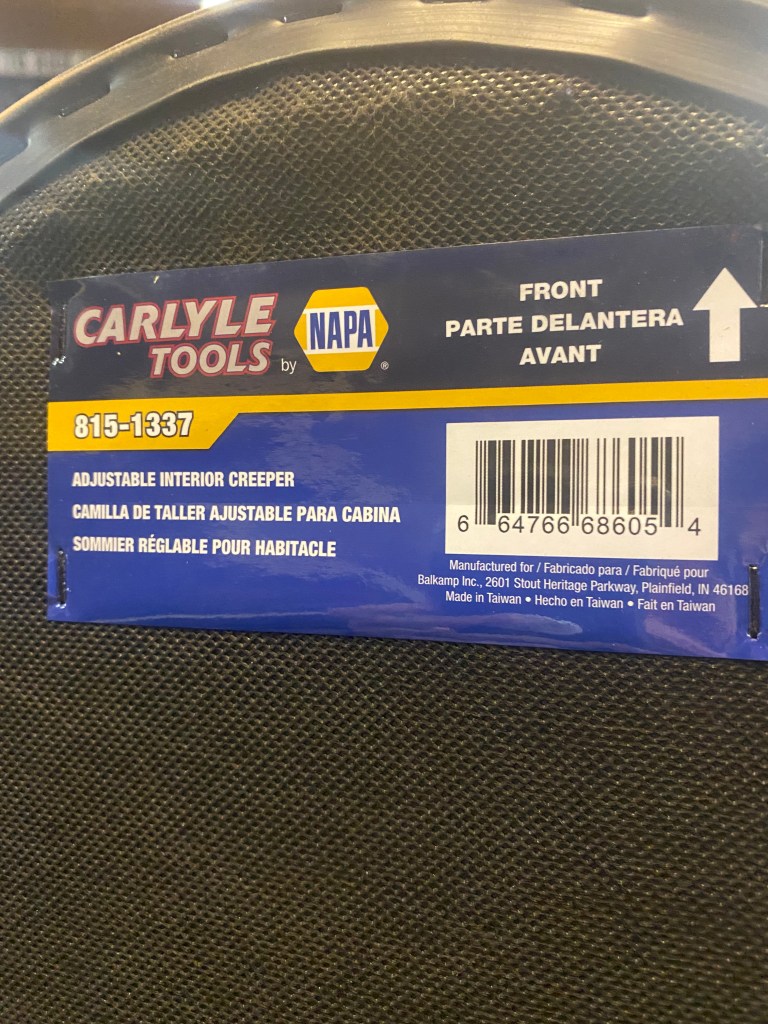 CARLYLE
TOOLS by NAPA ®
FRONT
PARTE DELANTERA
AVANT
815-1337
ADJUSTABLE INTERIOR CREEPER
CAMILLA DE TALLER AJUSTABLE PARA CABINA
SOMMIER RÉGLABLE POUR HABITACLE
6 64766 68605 4
Manufactured for / Fabricado para / Fabriqué pour
Balkamp Inc., 2601 Stout Heritage Parkway, Plainfield, IN 46168
Made in Taiwan • Hecho en Taiwan • Fait en Taiwan